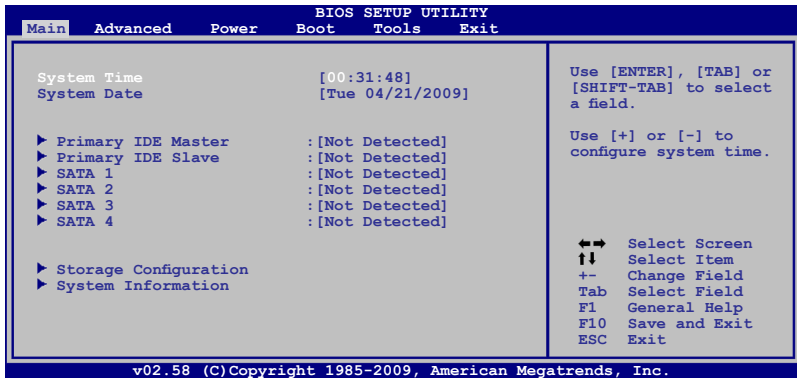 BIOS SETUP UTILITY
Main Advanced Power Boot Tools Exit
System Time [00:31:48]
System Date [Tue 04/21/2009]
Primary IDE Master :[Not Detected]
Primary IDE Slave :[Not Detected]
SATA 1 :[Not Detected]
SATA 2 :[Not Detected]
SATA 3 :[Not Detected]
SATA 4 :[Not Detected]
Storage Configuration
System Information
Use [ENTER], [TAB] or
[SHIFT-TAB] to select
a field.
Use [+] or [-] to
configure system time.
←→ Select Screen
↑↓ Select Item
+- Change Field
Tab Select Field
F1 General Help
F10 Save and Exit
ESC Exit
v02.58 (C)Copyright 1985-2009, American Megatrends, Inc.